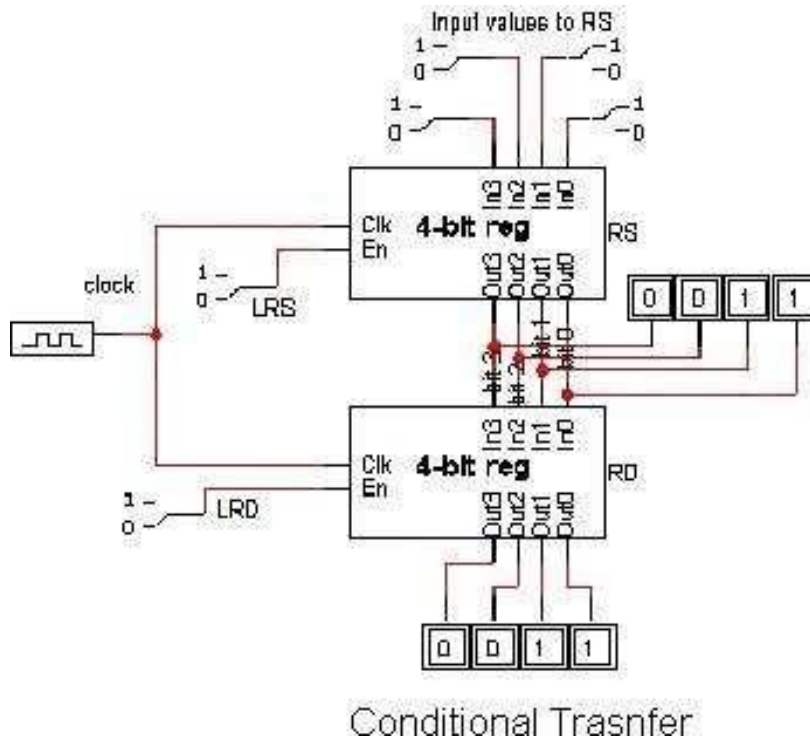 Input values to RS
1
0
1
0
1
0
1
0
In3 In2 In1 In0
Clk 4-bit reg RS
En
Out3 Out2 Out1 Out0
clock
1
0
LRS
0 0 1 1
bit 3 bit 2 bit 1 bit 0
In3 In2 In1 In0
Clk 4-bit reg RD
En
Out3 Out2 Out1 Out0
1
0
LRD
0 0 1 1
Conditional Trasnfer